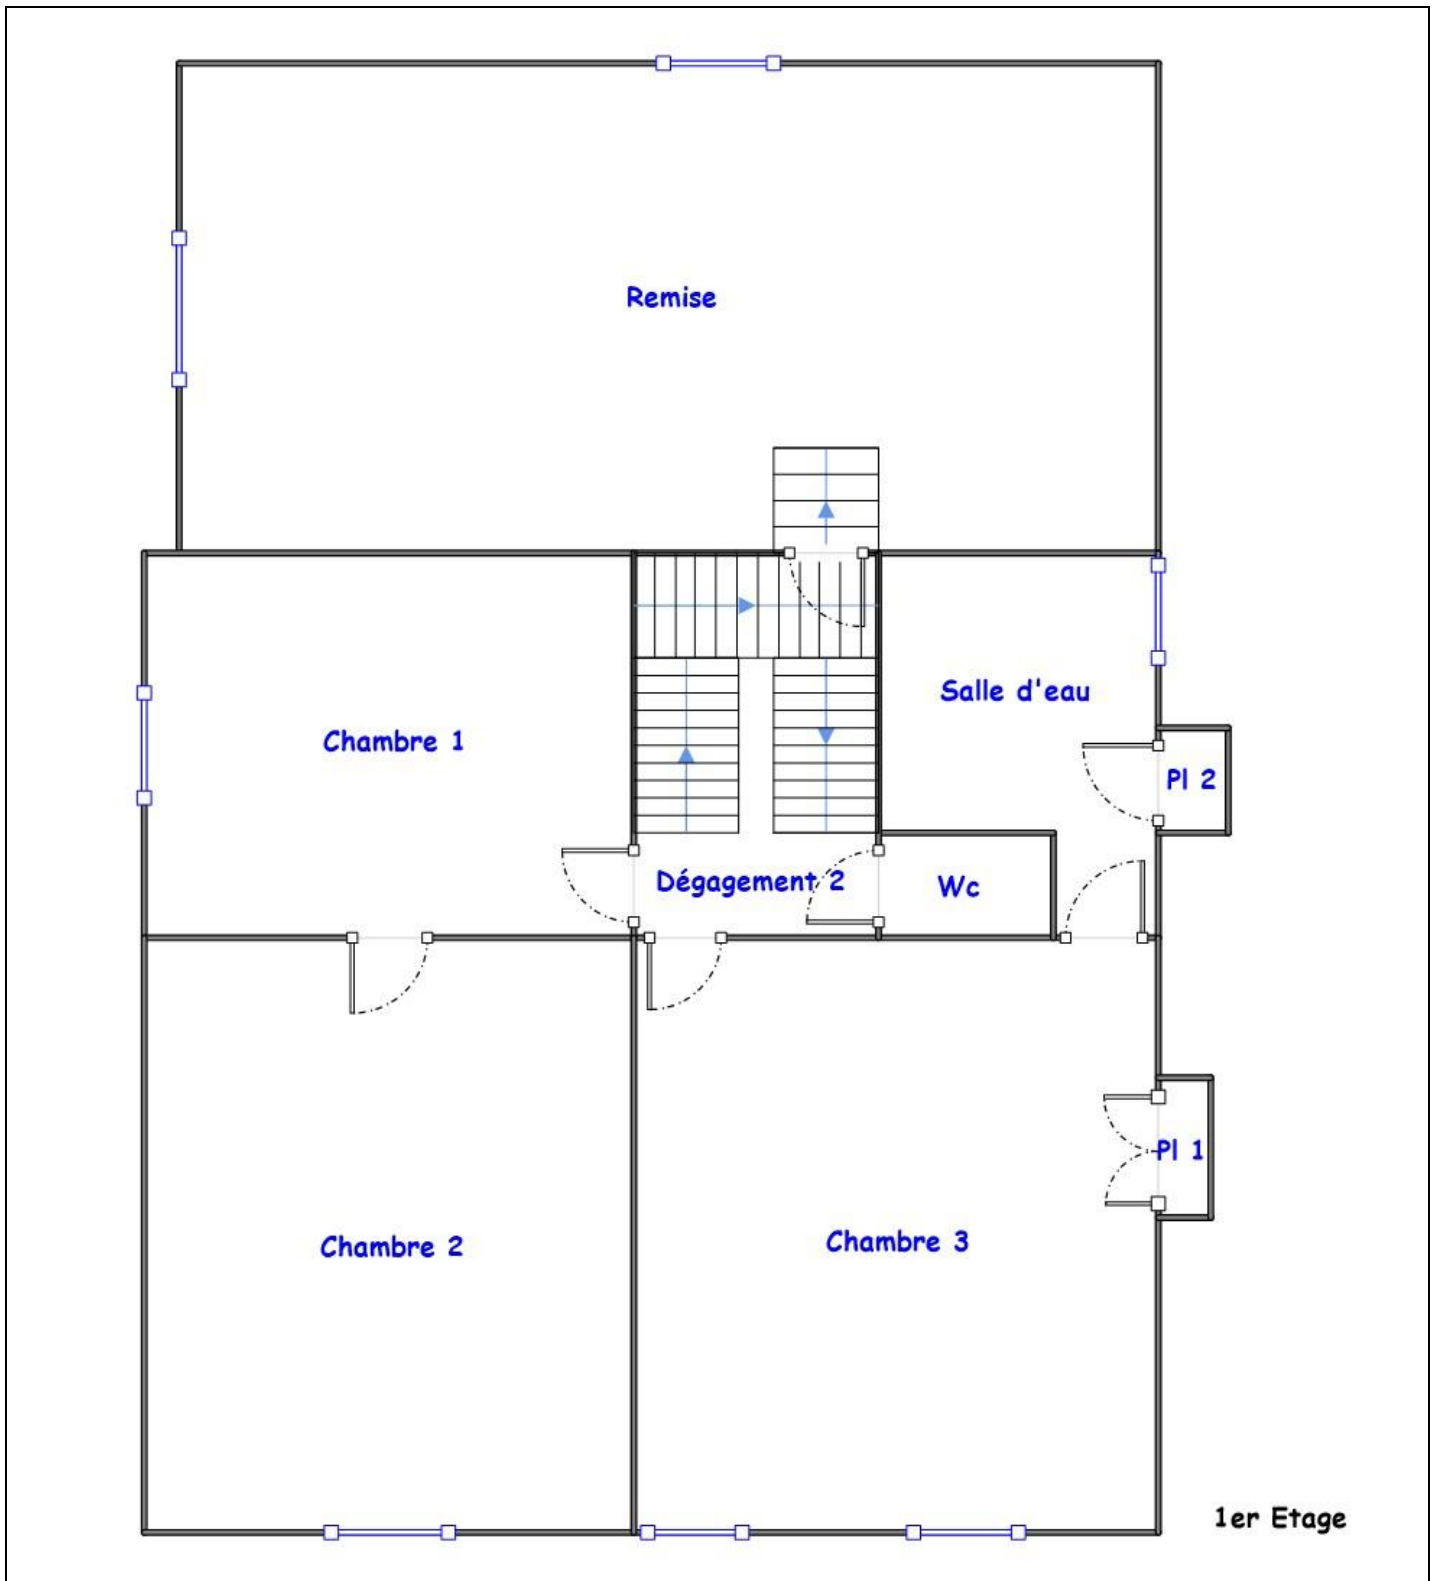 Remise
Salle d'eau
Chambre 1
Pl 2
Dégagement 2
Wc
Pl 1
Chambre 2
Chambre 3
1er Etage